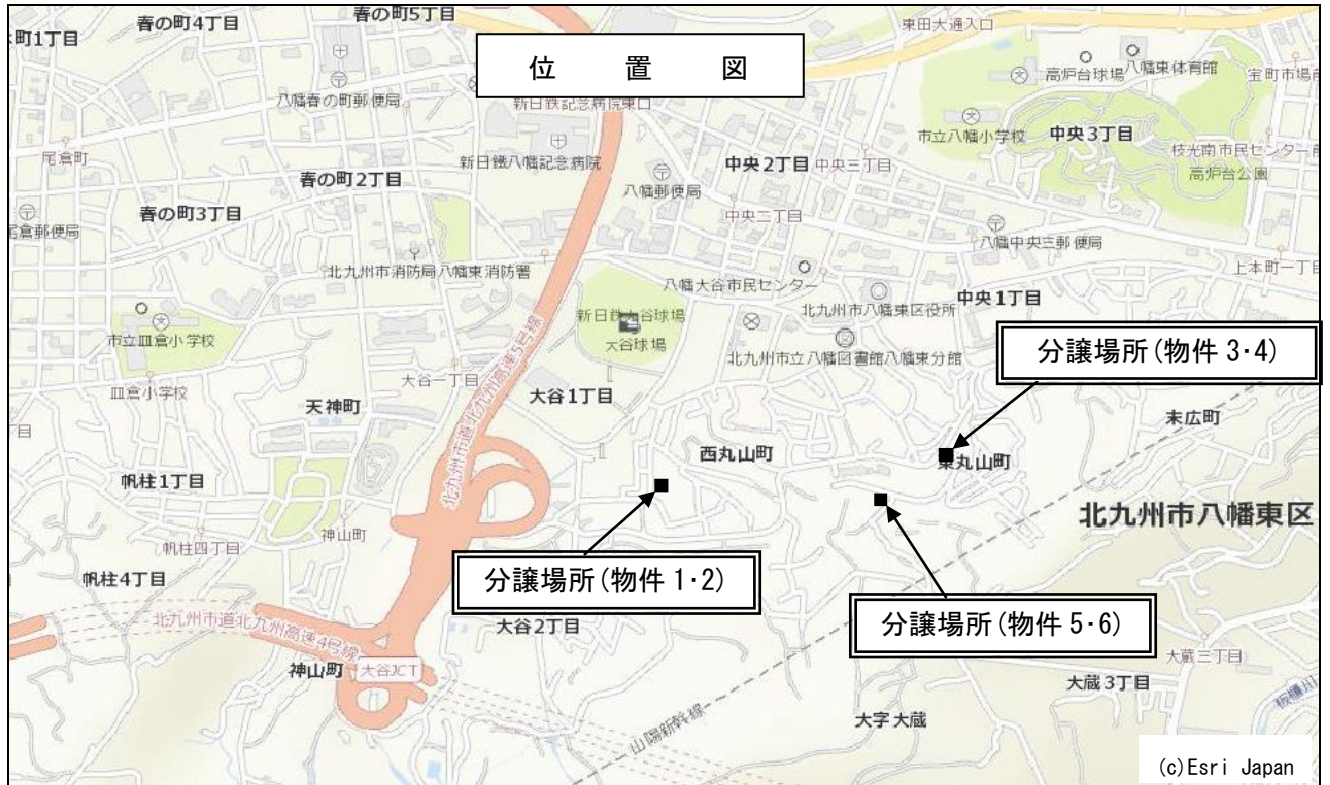 春の町4丁目
春の町5丁目
東田大通入口
本町1丁目
位 置 図
高炉台球場
八幡東体育館
宝町市場前
八幡春の町郵便局
新日鉄記念病院東口
市立八幡小学校
中央3丁目
尾倉町
新日鐵八幡記念病院
中央2丁目
中央三丁目
枝光南市民センター前
春の町2丁目
八幡郵便局
高炉台公園
春の町3丁目
中央二丁目
尾倉郵便局
八幡中央三郵便局
北九州市消防局八幡東消防署
上本町一丁目
八幡大谷市民センター
北九州市八幡東区役所
中央1丁目
新日鉄大谷球場
大谷球場
市立皿倉小学校
北九州市立八幡図書館八幡東分館
分譲場所(物件 3・4)
大谷一丁目
皿倉小学校
大谷1丁目
天神町
末広町
北九州市道北九州高速5号線
西丸山町
東丸山町
帆柱1丁目
神山町
北九州市八幡東区
帆柱四丁目
分譲場所(物件 1・2)
帆柱4丁目
北九州市道北九州高速4号線
大谷2丁目
分譲場所(物件 5・6)
大蔵三丁目
神山町
大谷JCT
大蔵3丁目
板櫃川
大字大蔵
山陽新幹線
(c)Esri Japan